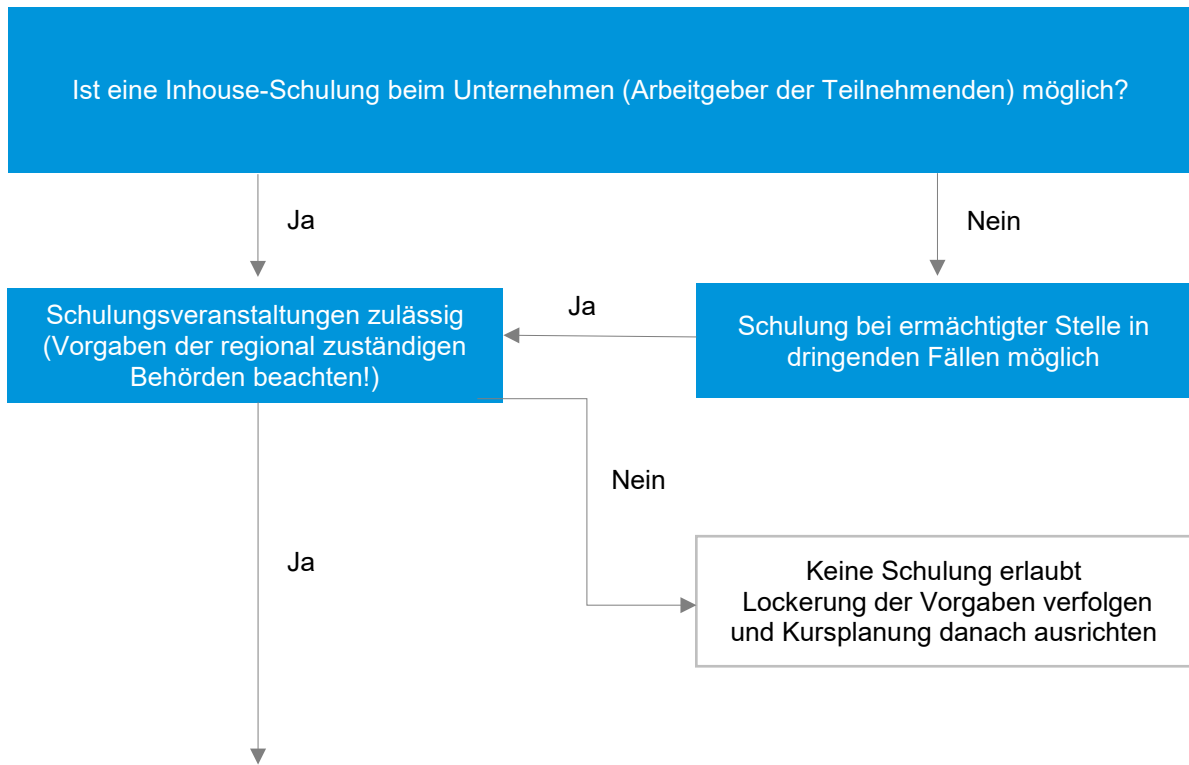 Ist eine Inhouse-Schulung beim Unternehmen (Arbeitgeber der Teilnehmenden) möglich?
Ja
Nein
Schulungsveranstaltungen zulässig
(Vorgaben der regional zuständigen
Behörden beachten!)
Ja
Schulung bei ermächtigter Stelle in
dringenden Fällen möglich
Nein
Ja
Keine Schulung erlaubt
Lockerung der Vorgaben verfolgen
und Kursplanung danach ausrichten